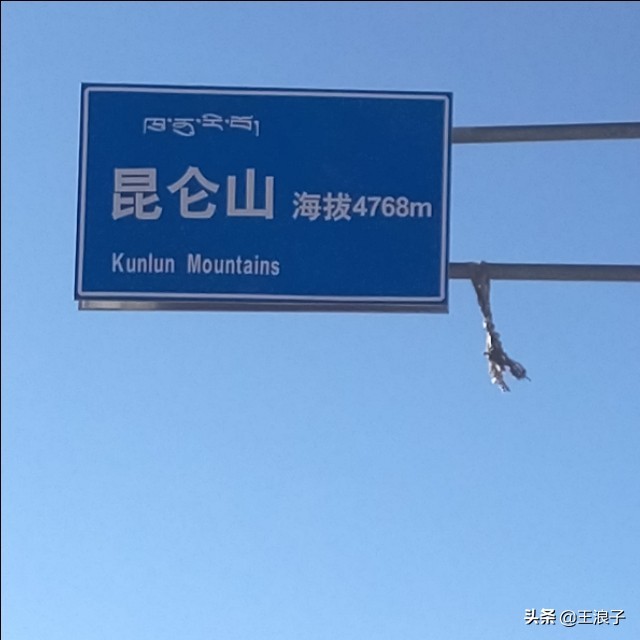 ཁུ་ནུ་རི་བོ།
昆仑山 海拔4768m
Kunlun Mountains
头条 @王浪子